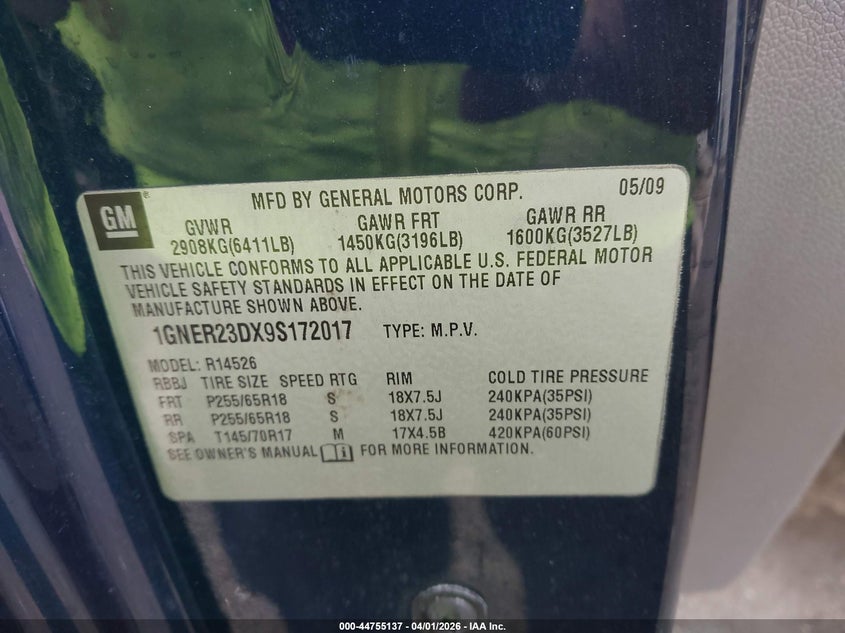 GM ® MFD BY GENERAL MOTORS CORP. 05/09
GVWR GAWR FRT GAWR RR
2908KG(6411LB) 1450KG(3196LB) 1600KG(3527LB)
THIS VEHICLE CONFORMS TO ALL APPLICABLE U.S. FEDERAL MOTOR
VEHICLE SAFETY STANDARDS IN EFFECT ON THE DATE OF
MANUFACTURE SHOWN ABOVE.
1GNER23DX9S172017 TYPE: M.P.V.
MODEL: R14526
RBBJ TIRE SIZE SPEED RTG RIM COLD TIRE PRESSURE
FRT P255/65R18 S 18X7.5J 240KPA(35PSI)
RR P255/65R18 S 18X7.5J 240KPA(35PSI)
SPA T145/70R17 M 17X4.5B 420KPA(60PSI)
SEE OWNER'S MANUAL i FOR MORE INFORMATION.
000-44755137 - 04/01/2026 - IAA Inc.